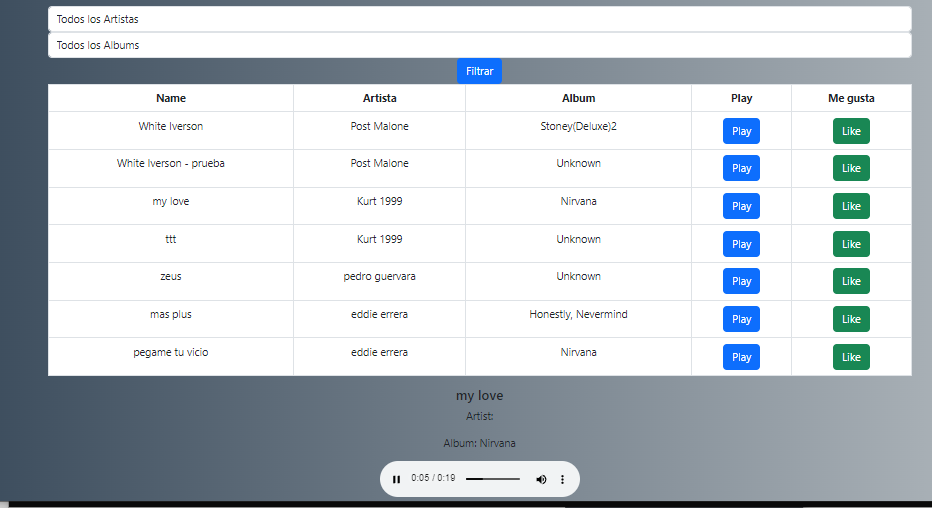 Todos los Artistas
Todos los Albums
Filtrar
Name Artista Album Play Me gusta
White Iverson Post Malone Stoney(Deluxe)2 Play Like
White Iverson - prueba Post Malone Unknown Play Like
my love Kurt 1999 Nirvana Play Like
ttt Kurt 1999 Unknown Play Like
zeus pedro guervara Unknown Play Like
mas plus eddie errera Honestly, Nevermind Play Like
pegame tu vicio eddie errera Nirvana Play Like
my love
Artist:
Album: Nirvana
0:05 / 0:19